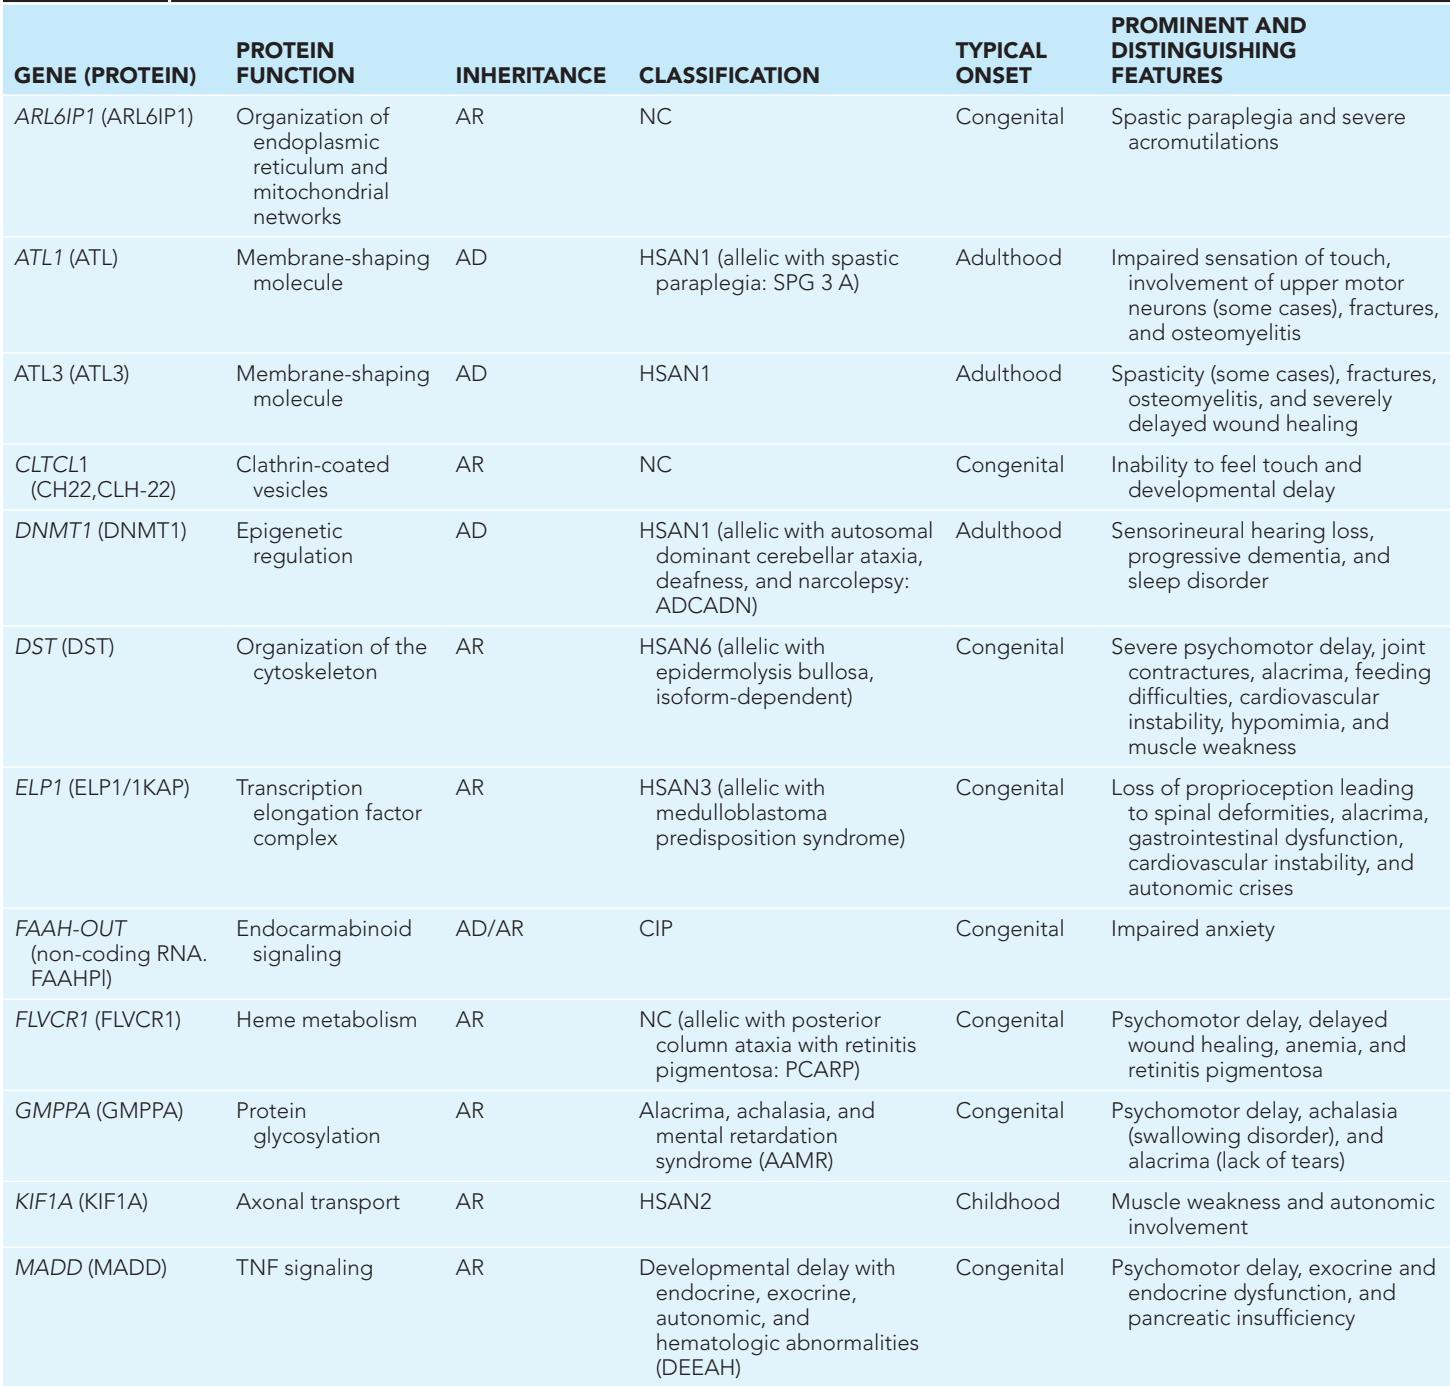 GENE (PROTEIN)
PROTEIN
FUNCTION
INHERITANCE
CLASSIFICATION
TYPICAL
ONSET
PROMINENT AND
DISTINGUISHING
FEATURES
ARL6IP1 (ARL6IP1)
Organization of
endoplasmic
reticulum and
mitochondrial
networks
AR
NC
Congenital
Spastic paraplegia and severe
acromutilations
ATL1 (ATL)
Membrane-shaping
molecule
AD
HSAN1 (allelic with spastic
paraplegia: SPG 3 A)
Adulthood
Impaired sensation of touch,
involvement of upper motor
neurons (some cases), fractures,
and osteomyelitis
ATL3 (ATL3)
Membrane-shaping
molecule
AD
HSAN1
Adulthood
Spasticity (some cases), fractures,
osteomyelitis, and severely
delayed wound healing
CLTCL1
(CH22,CLH-22)
Clathrin-coated
vesicles
AR
NC
Congenital
Inability to feel touch and
developmental delay
DNMT1 (DNMT1)
Epigenetic
regulation
AD
HSAN1 (allelic with autosomal
dominant cerebellar ataxia,
deafness, and narcolepsy:
ADCADN)
Adulthood
Sensorineural hearing loss,
progressive dementia, and
sleep disorder
DST (DST)
Organization of the
cytoskeleton
AR
HSAN6 (allelic with
epidermolysis bullosa,
isoform-dependent)
Congenital
Severe psychomotor delay, joint
contractures, alacrima, feeding
difficulties, cardiovascular
instability, hypomimia, and
muscle weakness
ELP1 (ELP1/1KAP)
Transcription
elongation factor
complex
AR
HSAN3 (allelic with
medulloblastoma
predisposition syndrome)
Congenital
Loss of proprioception leading
to spinal deformities, alacrima,
gastrointestinal dysfunction,
cardiovascular instability, and
autonomic crises
FAAH-OUT
(non-coding RNA.
FAAHPl)
Endocarmabinoid
signaling
AD/AR
CIP
Congenital
Impaired anxiety
FLVCR1 (FLVCR1)
Heme metabolism
AR
NC (allelic with posterior
column ataxia with retinitis
pigmentosa: PCARP)
Congenital
Psychomotor delay, delayed
wound healing, anemia, and
retinitis pigmentosa
GMPPA (GMPPA)
Protein
glycosylation
AR
Alacrima, achalasia, and
mental retardation
syndrome (AAMR)
Congenital
Psychomotor delay, achalasia
(swallowing disorder), and
alacrima (lack of tears)
KIF1A (KIF1A)
Axonal transport
AR
HSAN2
Childhood
Muscle weakness and autonomic
involvement
MADD (MADD)
TNF signaling
AR
Developmental delay with
endocrine, exocrine,
autonomic, and
hematologic abnormalities
(DEEAH)
Congenital
Psychomotor delay, exocrine and
endocrine dysfunction, and
pancreatic insufficiency